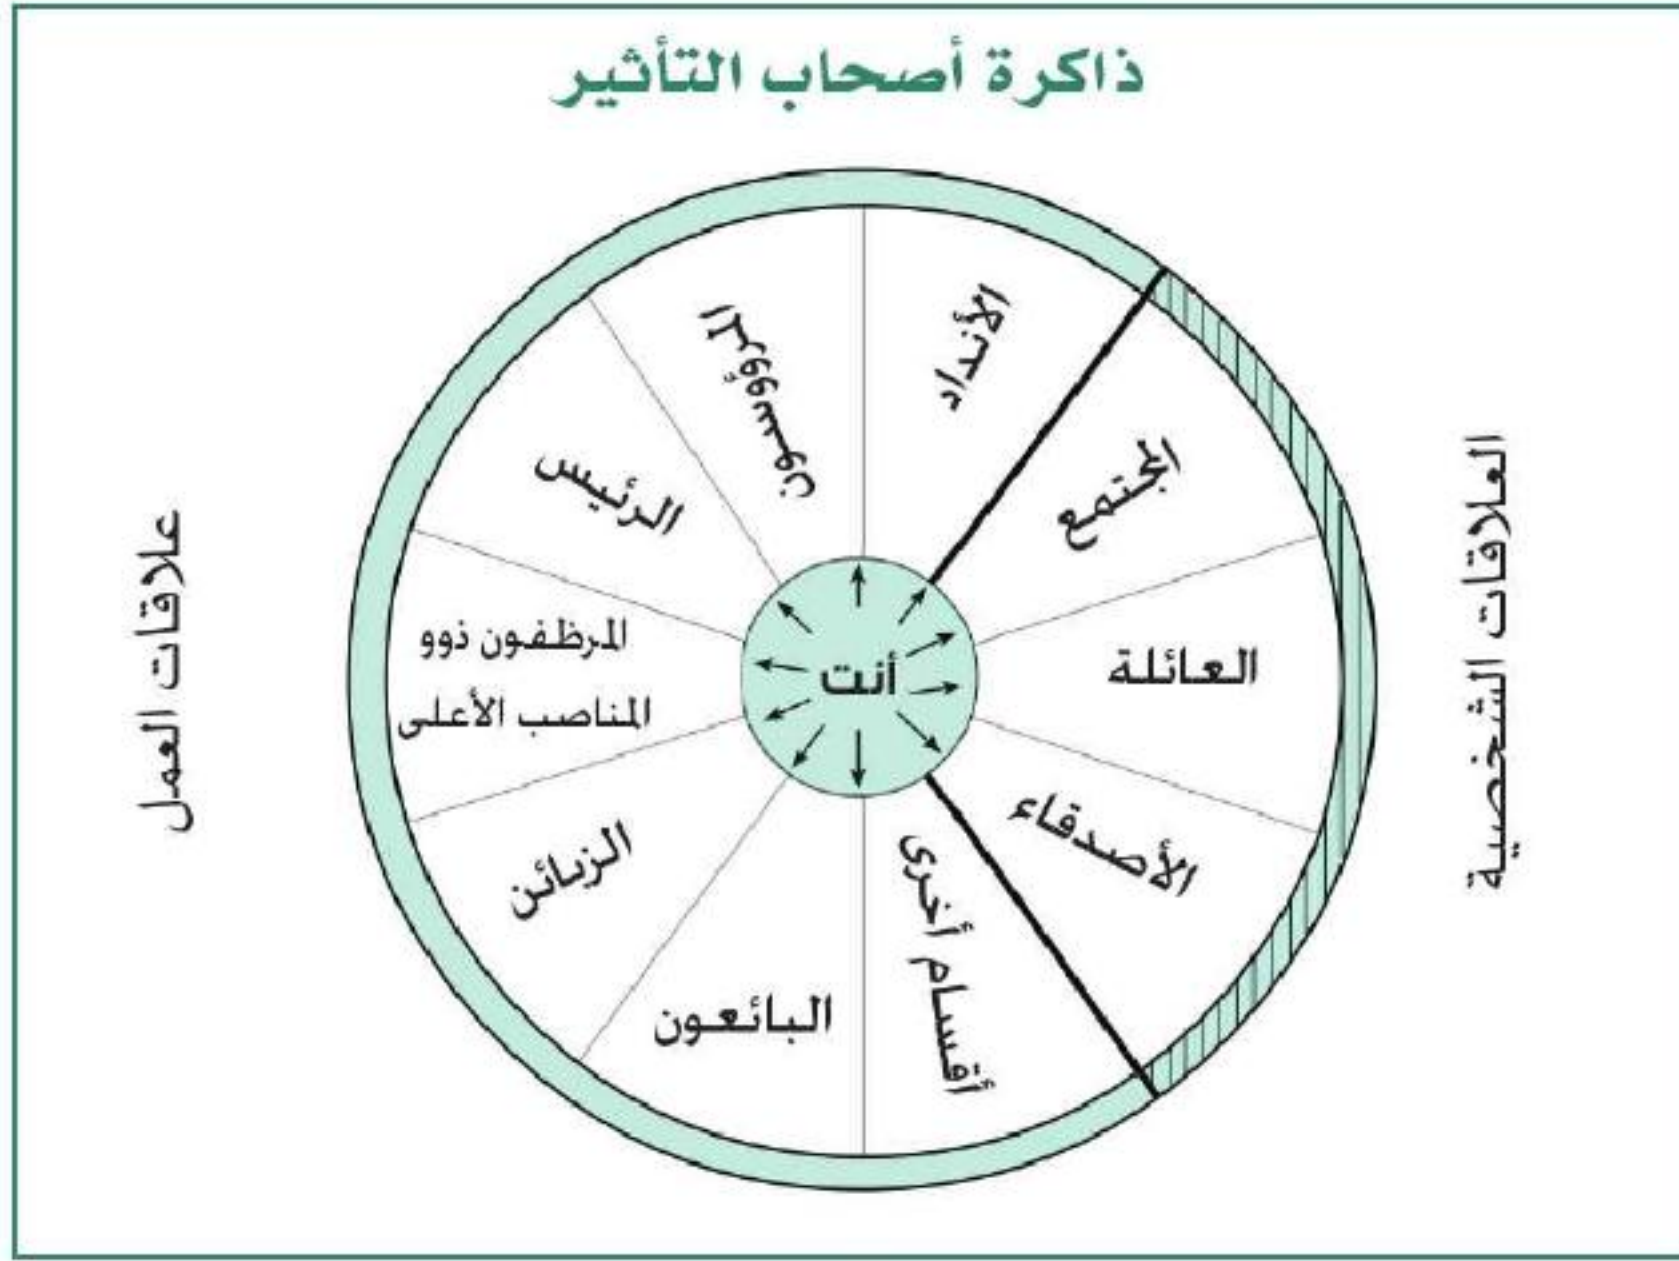 ذاكرة أصحاب التأثير
الأنداد
المرؤوسون
المجتمع
الرئيس
العلاقات الشخصية
علاقات العمل
المرظفون ذوو
المناصب الأعلى
أنت
العائلة
الأصدقاء
الزبائن
أقسام أخرى
البائعون